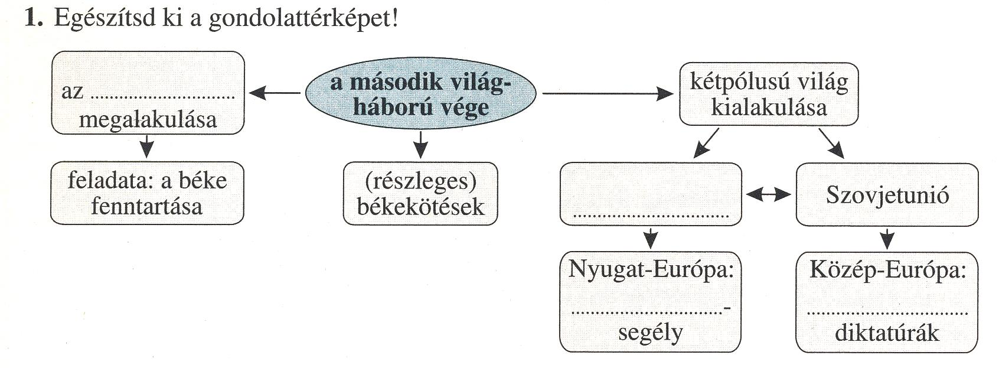 1. Egészítsd ki a gondolattérképet!
az ..............................
megalakulása
a második világ-
háború vége
kétpólusú világ
kialakulása
feladata: a béke
fenntartása
(részleges)
békekötések
................................
Szovjetunió
Nyugat-Európa:
...............................-
segély
Közép-Európa:
.................................
diktatúrák